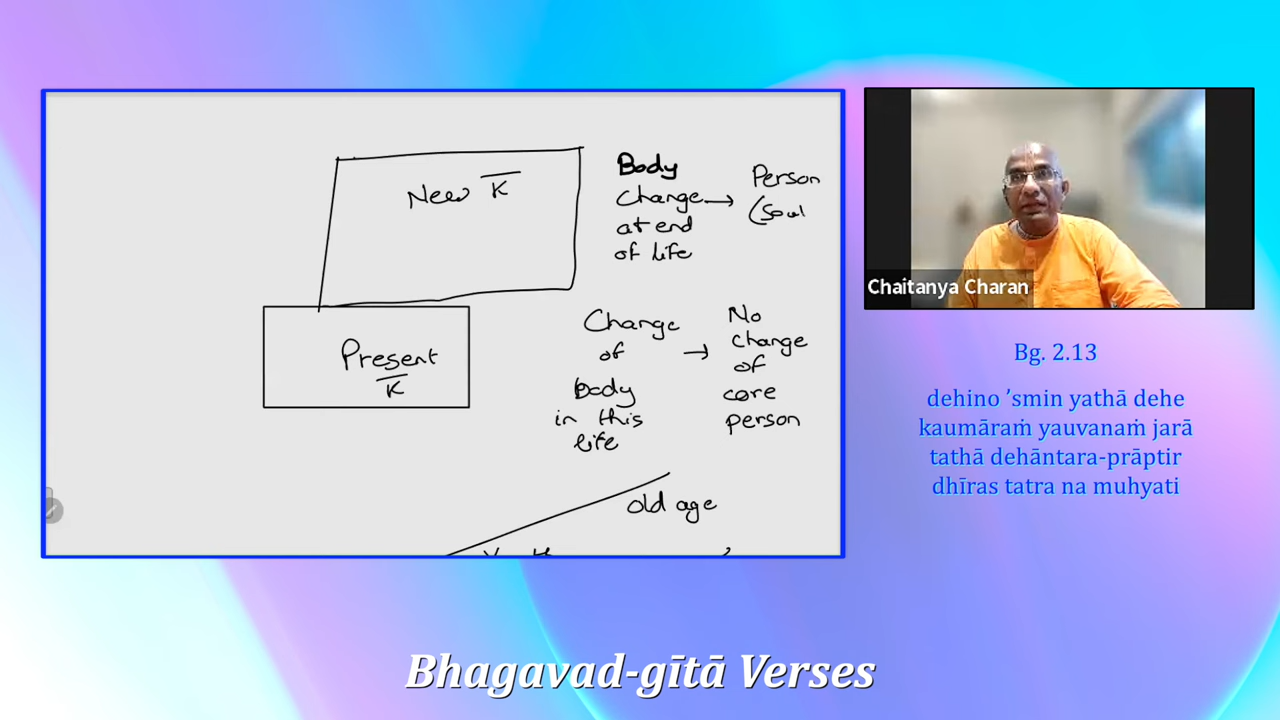 New K̅
Present
K̅
Body
Change → Person
at end (Soul
of life
Change → No
of change
Body of
in this core
life person
old age
Chaitanya Charan
Bg. 2.13
dehino ’smin yathā dehe
kaumāraṁ yauvanaṁ jarā
tathā dehāntara-prāptir
dhīras tatra na muhyati
Bhagavad-gītā Verses